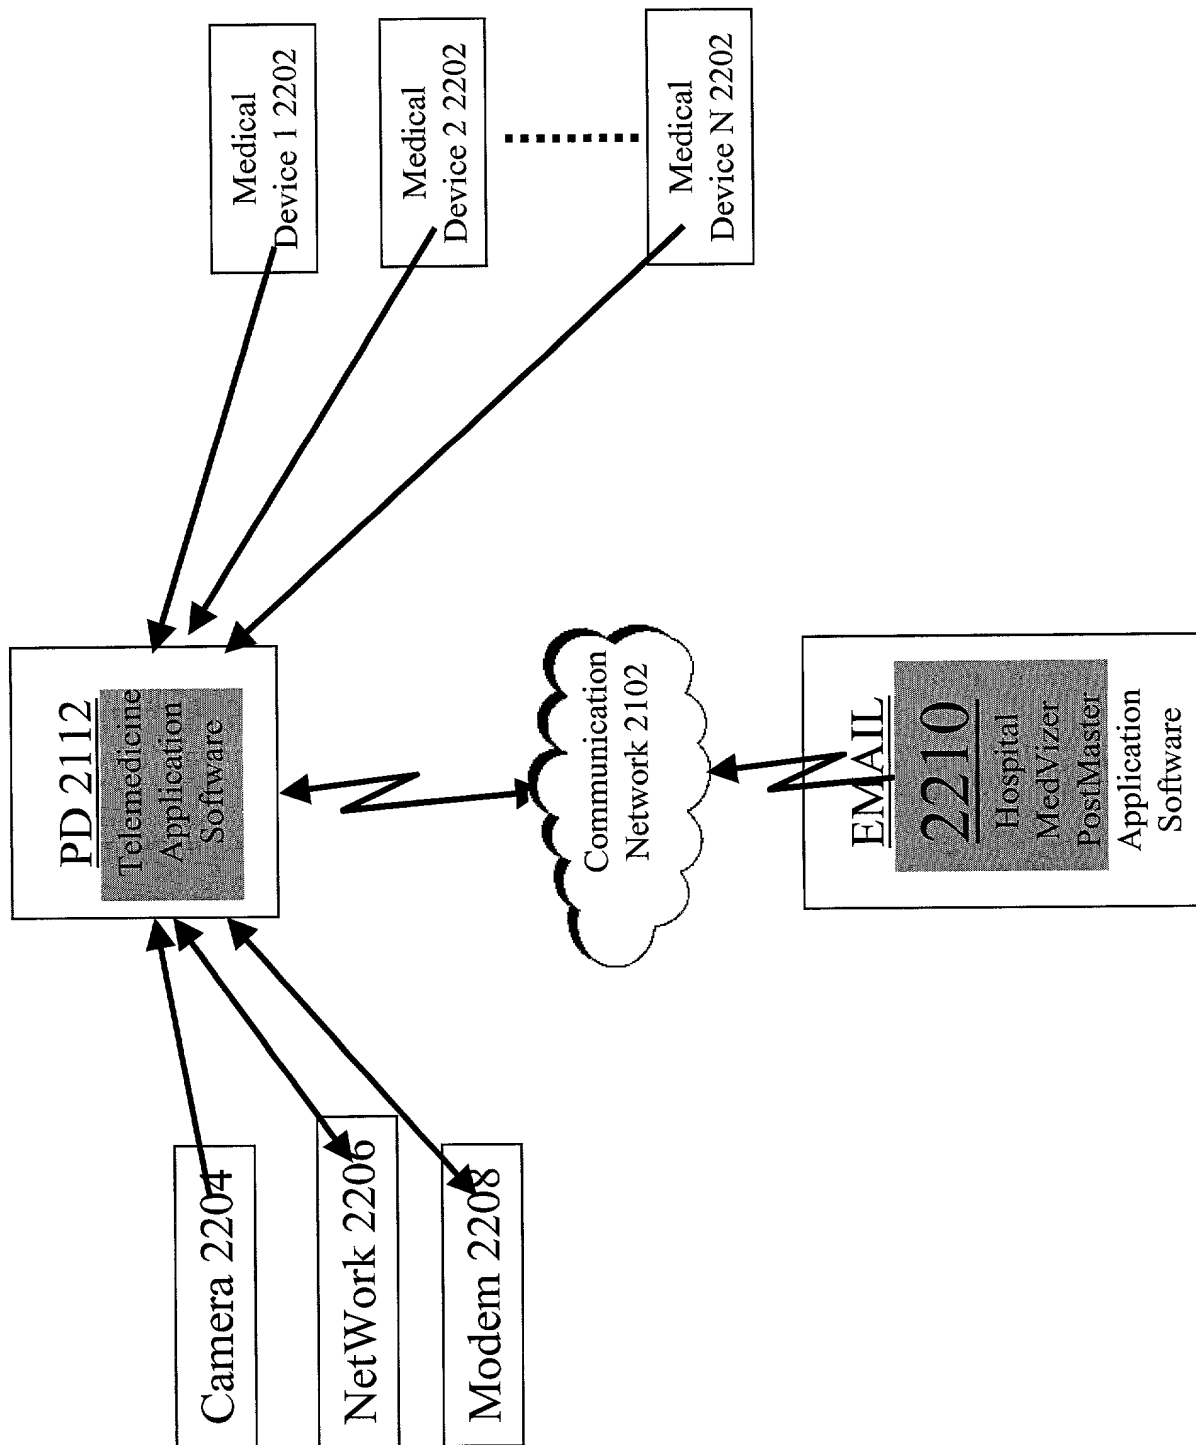 Camera 2204
NetWork 2206
Modem 2208
PD 2112
Telemedicine
Application
Software
Communication
Network 2102
EMAIL
2210
Hospital
MedVizer
PostMaster
Application
Software
Medical
Device 1 2202
Medical
Device 2 2202
Medical
Device N 2202